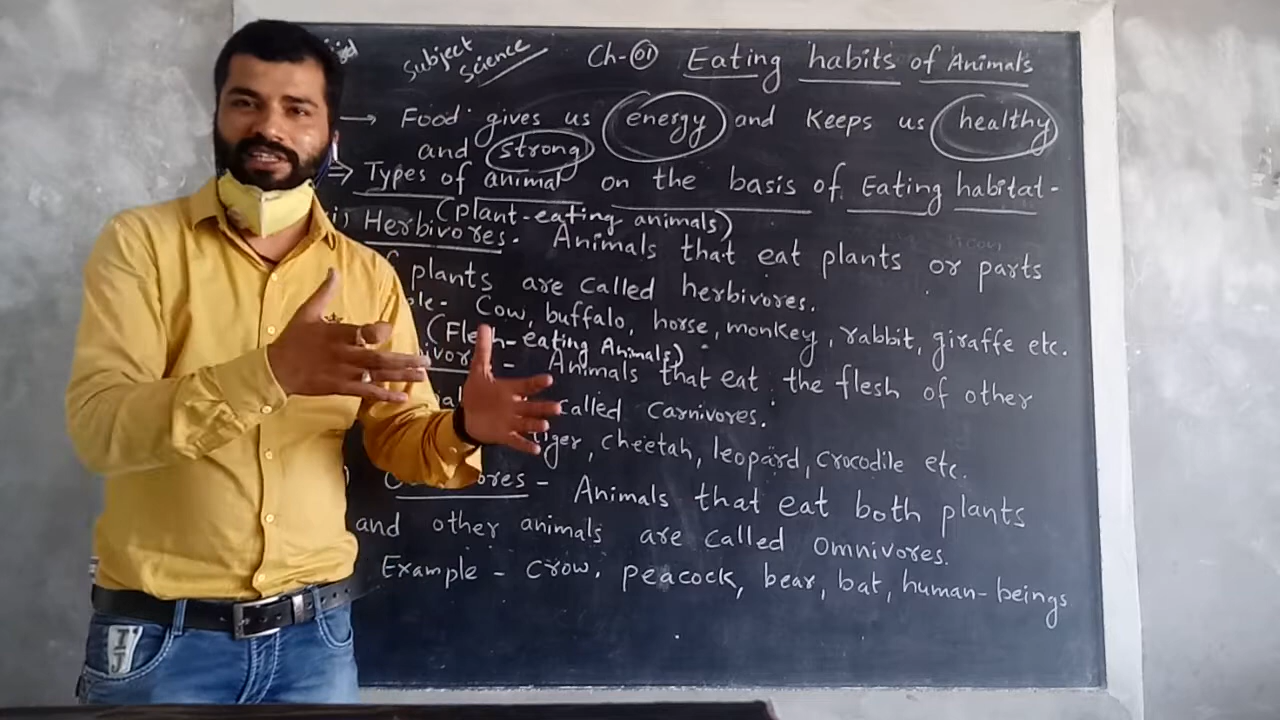 Subject Science
Ch-01 Eating habits of Animals
→ Food gives us energy and keeps us healthy
and strong
⇒ Types of animal on the basis of Eating habitat-
(Plant-eating animals)
i) Herbivores. Animals that eat plants or parts
plants are called herbivores.
Cow, buffalo, horse, monkey, rabbit, giraffe etc.
(Flesh-eating Animals)
- Animals that eat the flesh of other
called Carnivores.
tiger, cheetah, leopard, crocodile etc.
- Animals that eat both plants
and other animals are called Omnivores.
Example - Crow, peacock, bear, bat, human-beings